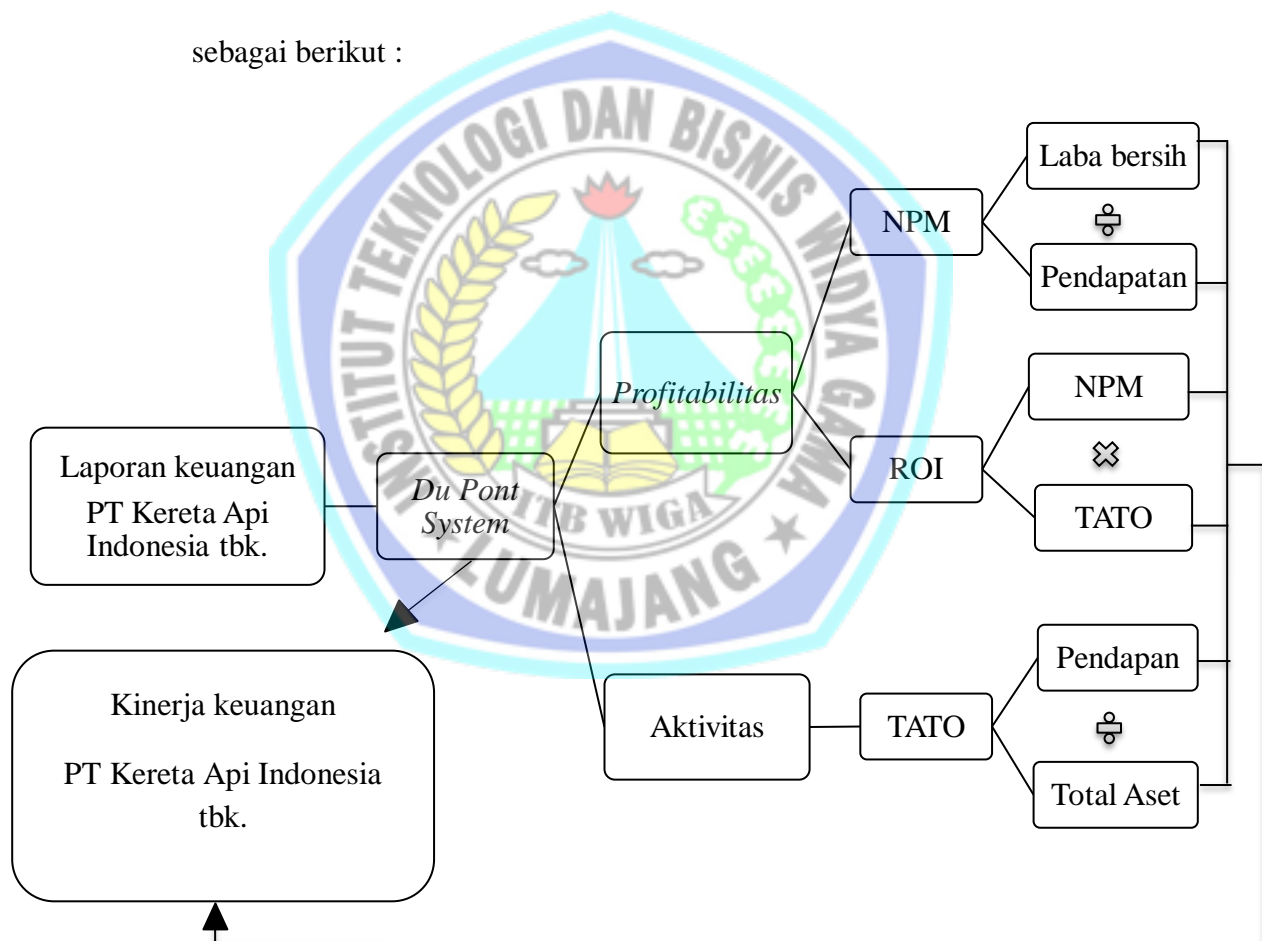 sebagai berikut :
INSTITUT TEKNOLOGI DAN BISNIS WIDYA GAMA
ITB WIGA
★ LUMAJANG ★
Laporan keuangan
PT Kereta Api
Indonesia tbk.
Du Pont
System
Profitabilitas
Aktivitas
NPM
ROI
TATO
Laba bersih
÷
Pendapatan
NPM
×
TATO
Pendapan
÷
Total Aset
Kinerja keuangan
PT Kereta Api Indonesia
tbk.